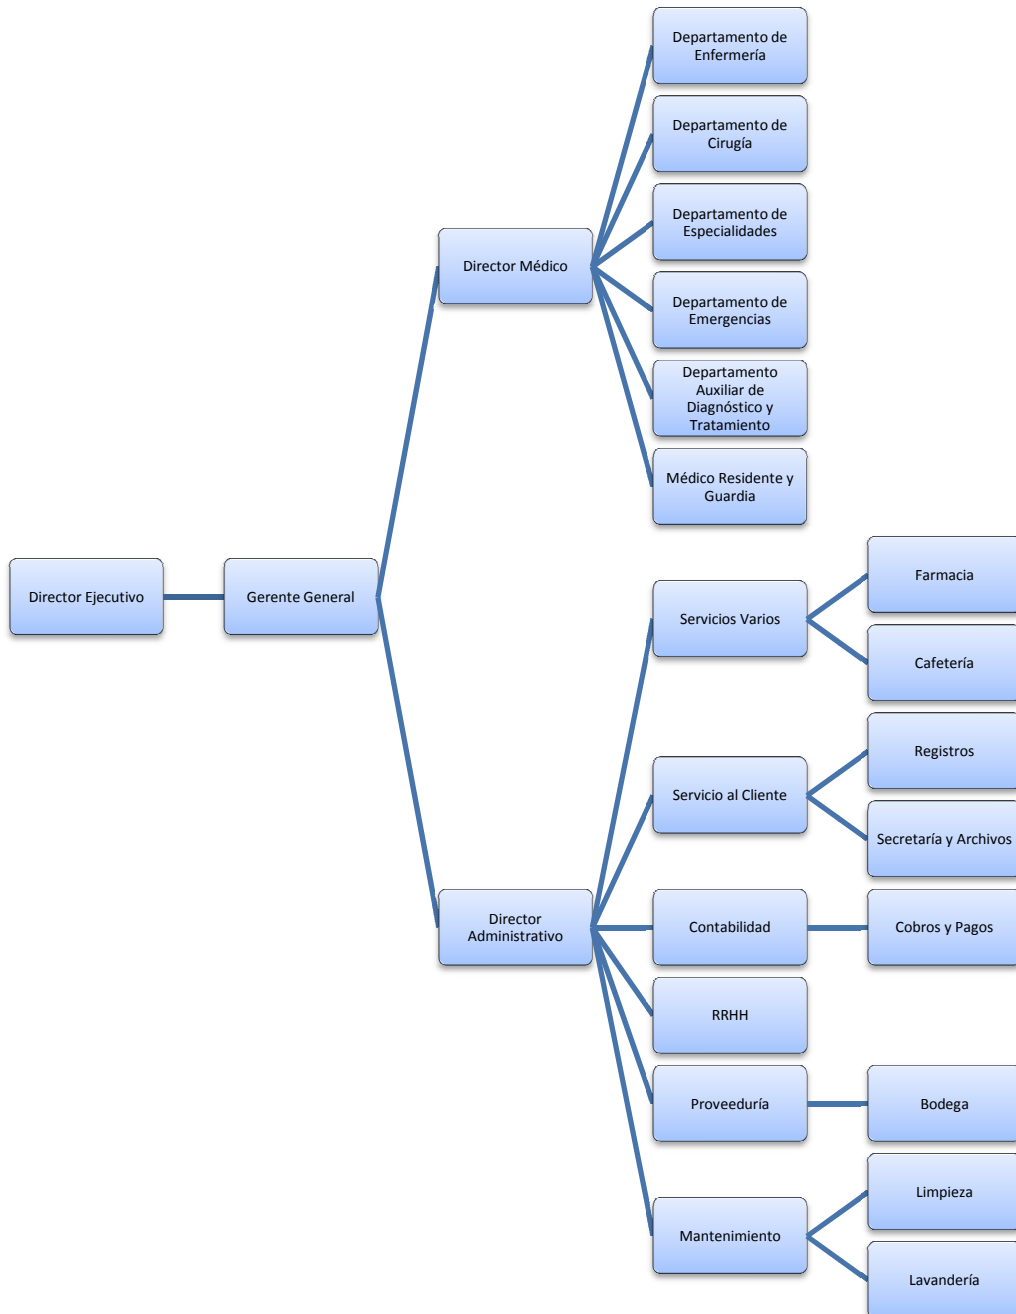 Departamento de
Enfermería
Departamento de
Cirugía
Departamento de
Especialidades
Director Médico
Departamento de
Emergencias
Departamento
Auxiliar de
Diagnóstico y
Tratamiento
Médico Residente y
Guardia
Director Ejecutivo
Gerente General
Servicios Varios
Farmacia
Cafetería
Servicio al Cliente
Registros
Secretaría y Archivos
Director
Administrativo
Contabilidad
Cobros y Pagos
RRHH
Proveeduría
Bodega
Mantenimiento
Limpieza
Lavandería